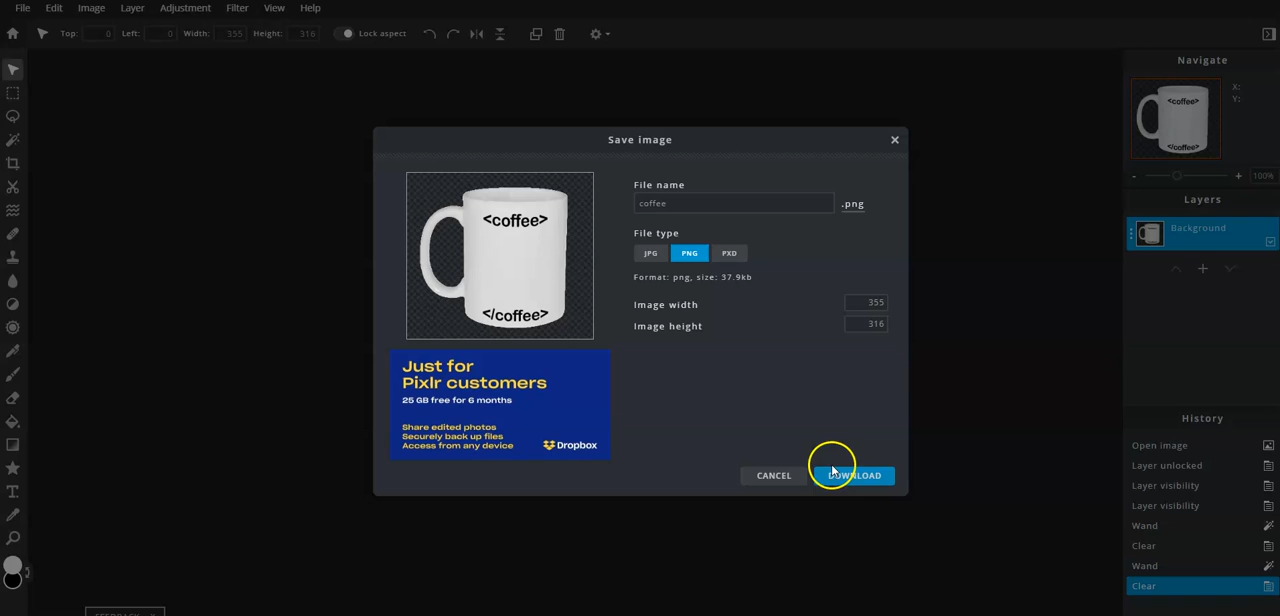 File Edit Image Layer Adjustment Filter View Help
Top: 0 Left: 0 Width: 355 Height: 316 Lock aspect
Navigate
X:
Y:
<coffee>
</coffee>
- + 100%
Layers
Background
Save image
<coffee>
</coffee>
File name
coffee .png
File type
JPG PNG PXD
Format: png, size: 37.9kb
Image width 355
Image height 316
Just for
Pixlr customers
25 GB free for 6 months
Share edited photos
Securely back up files
Access from any device
Dropbox
CANCEL DOWNLOAD
History
Open image
Layer unlocked
Layer visibility
Layer visibility
Wand
Clear
Wand
Clear
FEEDBACK